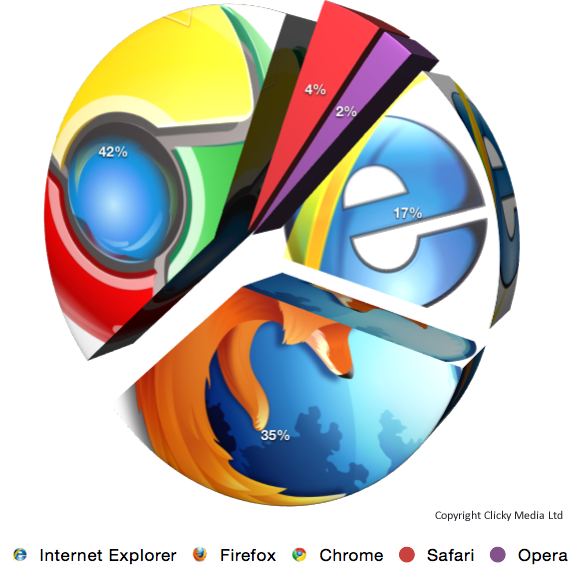 4%
2%
42%
17%
35%
Copyright Clicky Media Ltd
Internet Explorer Firefox Chrome Safari Opera